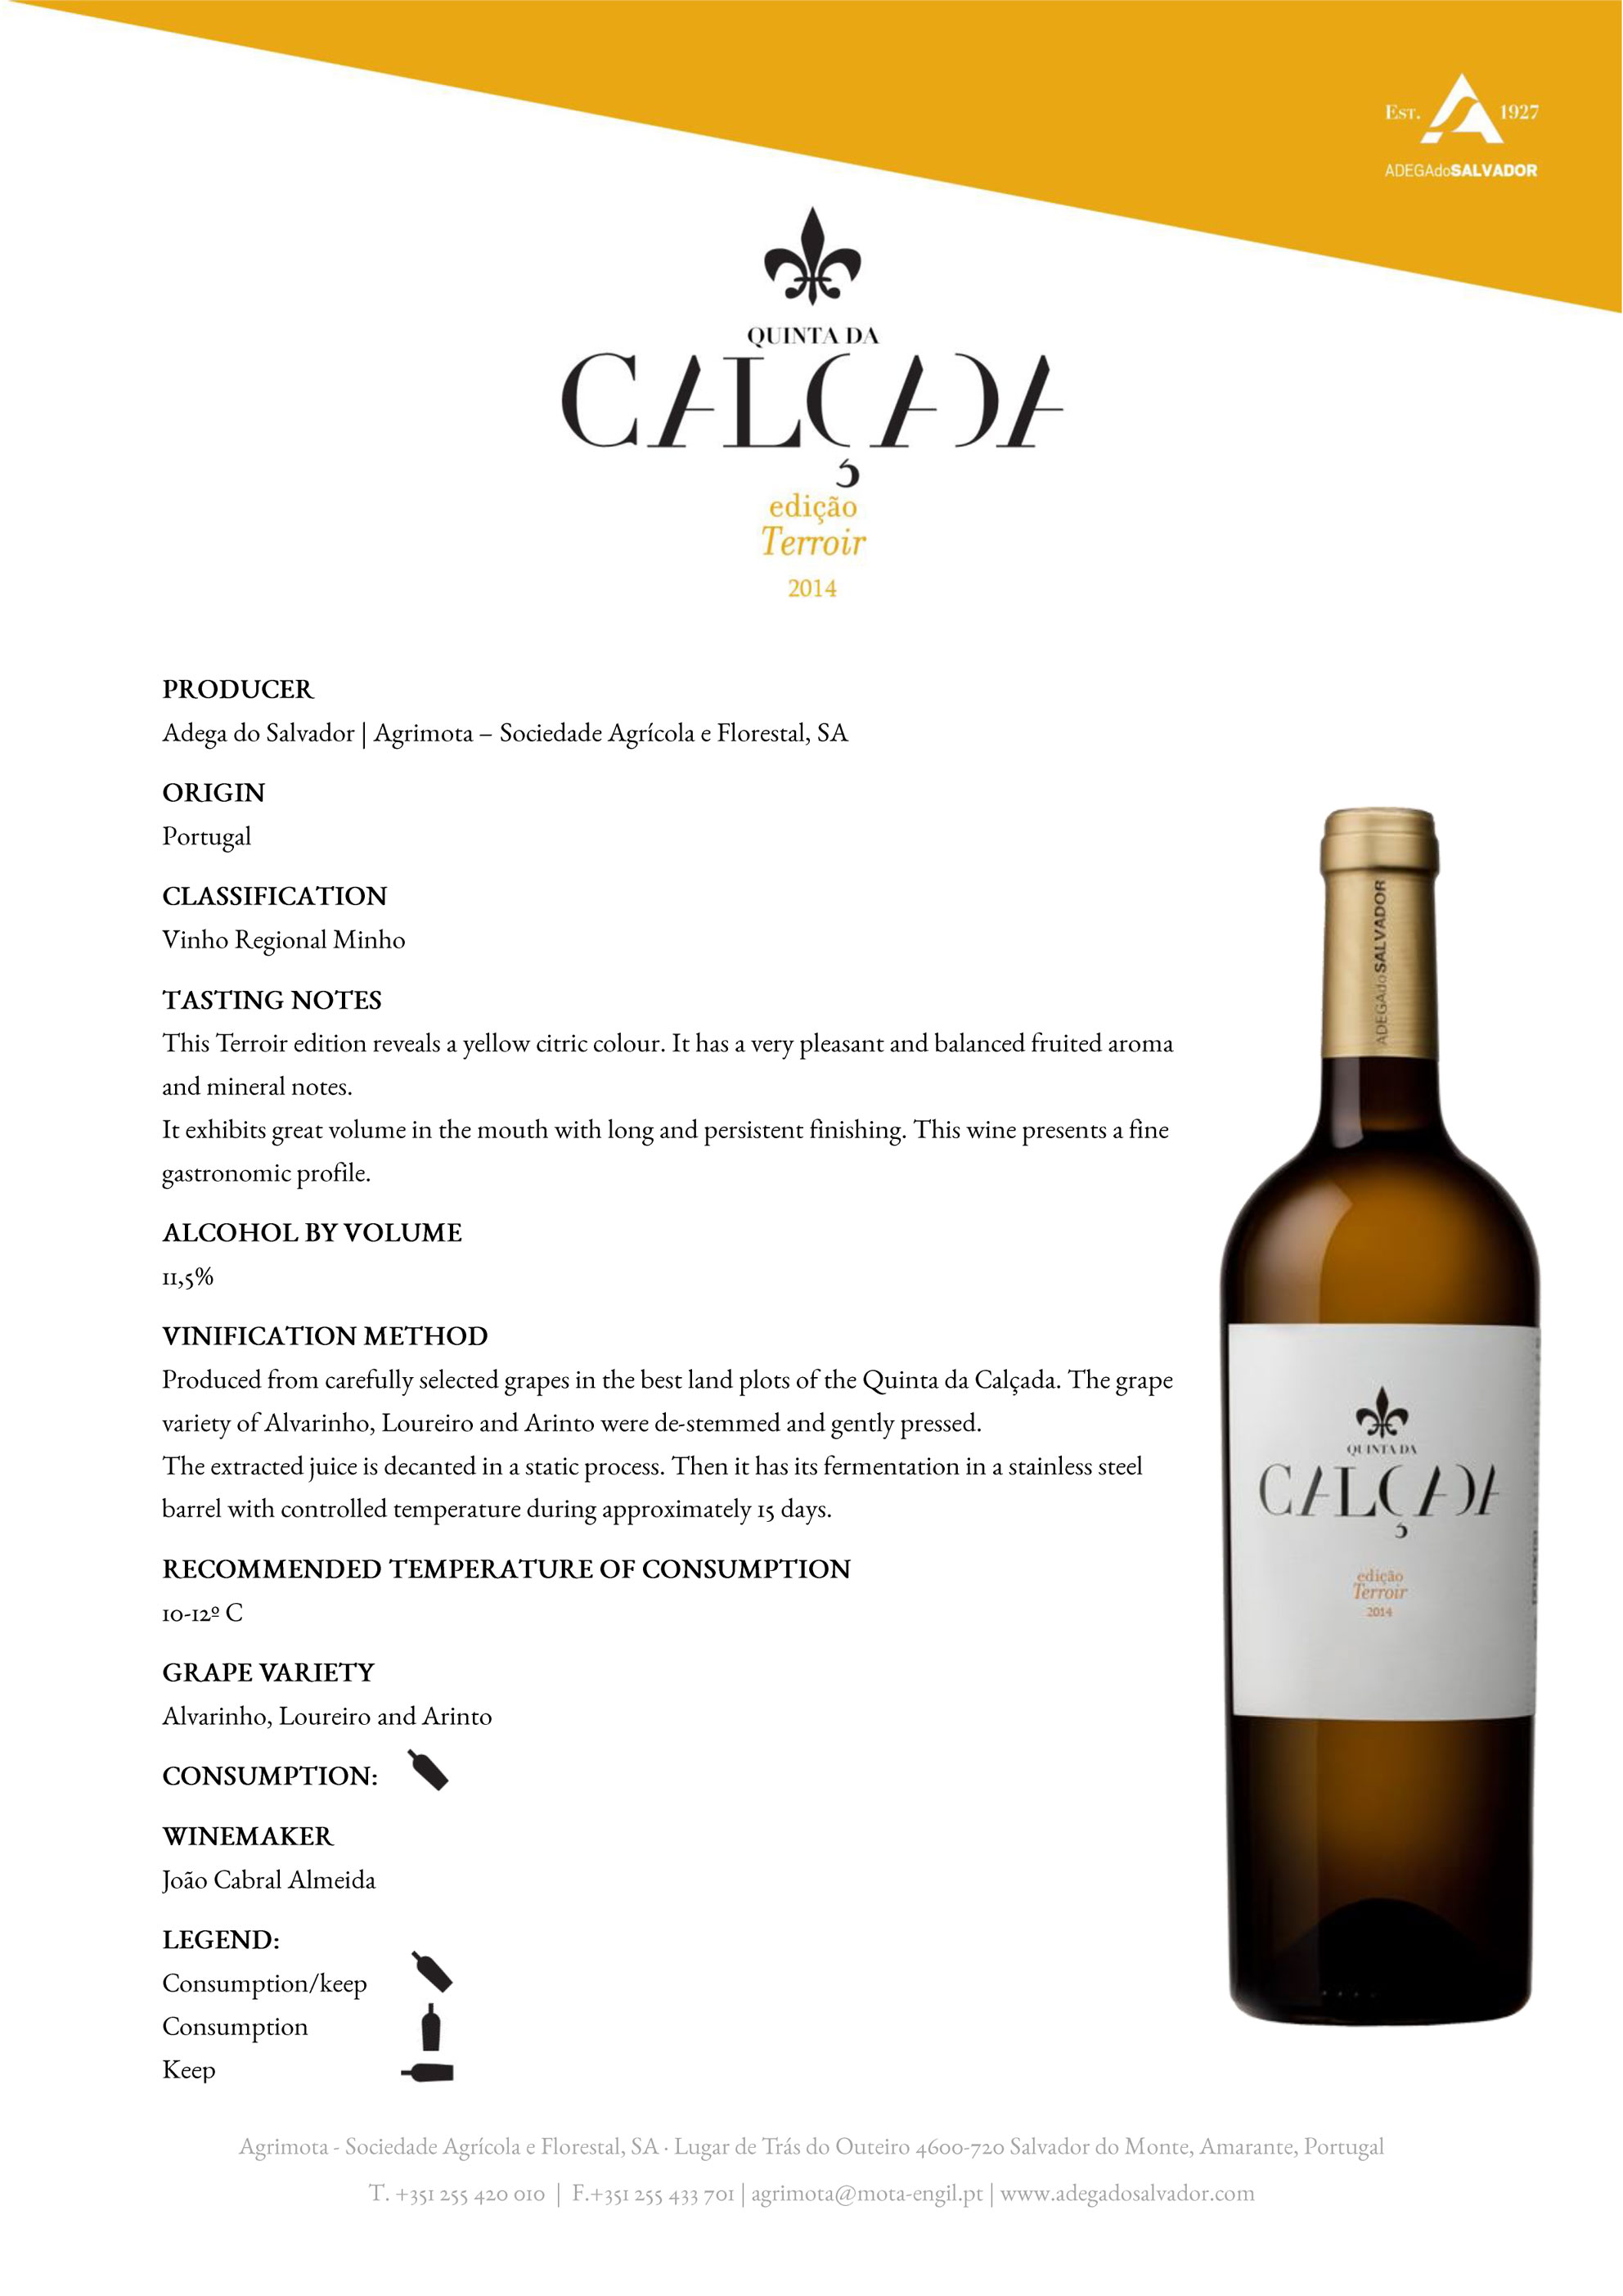 EST. 1927
ADEGAdoSALVADOR
QUINTA DA
CALÇADA
edição
Terroir
2014
PRODUCER
Adega do Salvador | Agrimota – Sociedade Agrícola e Florestal, SA
ORIGIN
Portugal
CLASSIFICATION
Vinho Regional Minho
TASTING NOTES
This Terroir edition reveals a yellow citric colour. It has a very pleasant and balanced fruited aroma
and mineral notes.
It exhibits great volume in the mouth with long and persistent finishing. This wine presents a fine
gastronomic profile.
ALCOHOL BY VOLUME
11,5%
VINIFICATION METHOD
Produced from carefully selected grapes in the best land plots of the Quinta da Calçada. The grape
variety of Alvarinho, Loureiro and Arinto were de-stemmed and gently pressed.
The extracted juice is decanted in a static process. Then it has its fermentation in a stainless steel
barrel with controlled temperature during approximately 15 days.
RECOMMENDED TEMPERATURE OF CONSUMPTION
10-12º C
GRAPE VARIETY
Alvarinho, Loureiro and Arinto
CONSUMPTION:
WINEMAKER
João Cabral Almeida
LEGEND:
Consumption/keep
Consumption
Keep
ADEGAdoSALVADOR
QUINTA DA
CALÇADA
edição
Terroir
2014
Agrimota - Sociedade Agrícola e Florestal, SA · Lugar de Trás do Outeiro 4600-720 Salvador do Monte, Amarante, Portugal
T. +351 255 420 010 | F.+351 255 433 701 | agrimota@mota-engil.pt | www.adegadosalvador.com